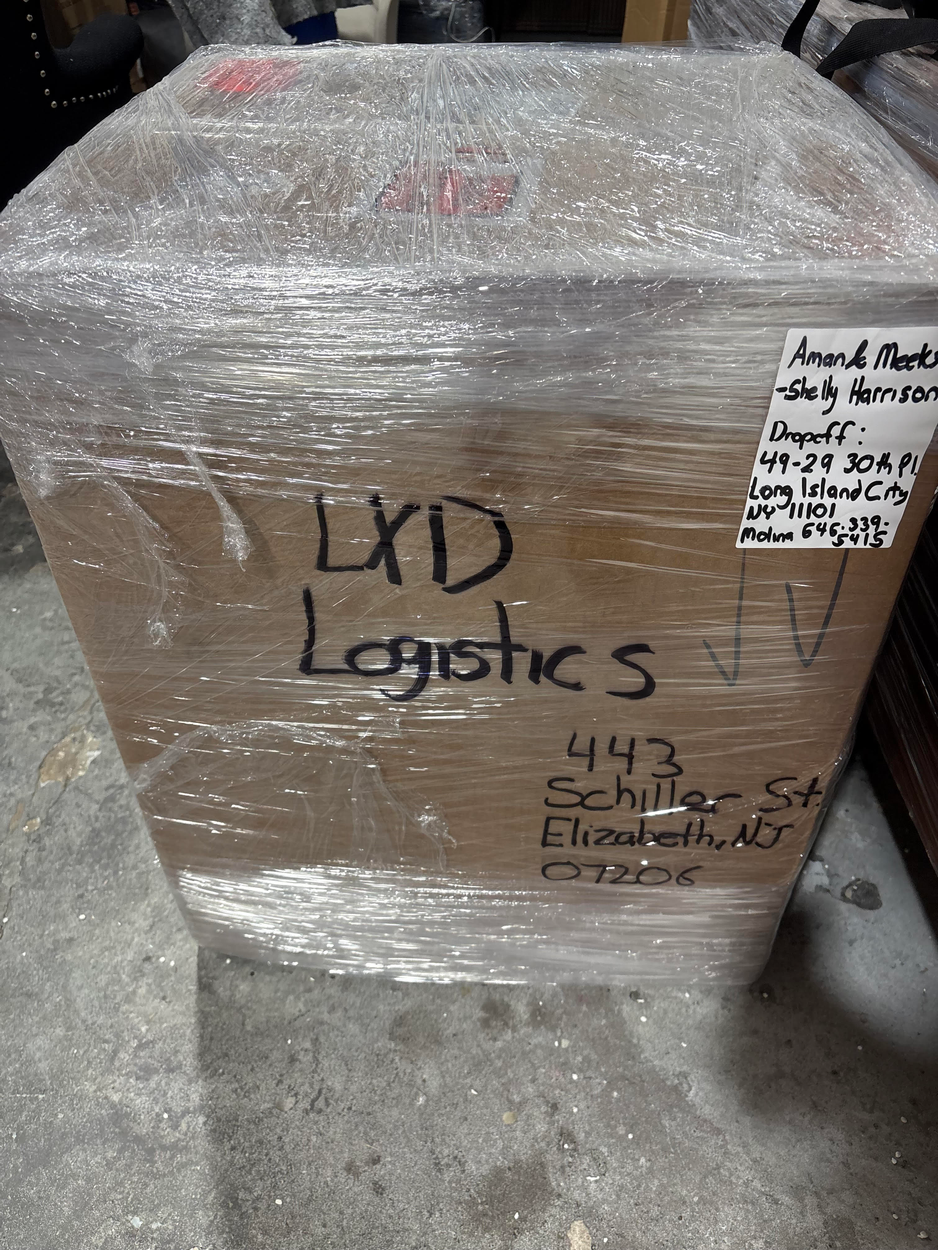 Amanda Meeks
-Shelly Harrison
Dropoff:
49-29 30th Pl.
Long Island City
NY 11101
Molina 646-339-
5415
LXD
Logistics
443
Schiller St.
Elizabeth, NJ
07206